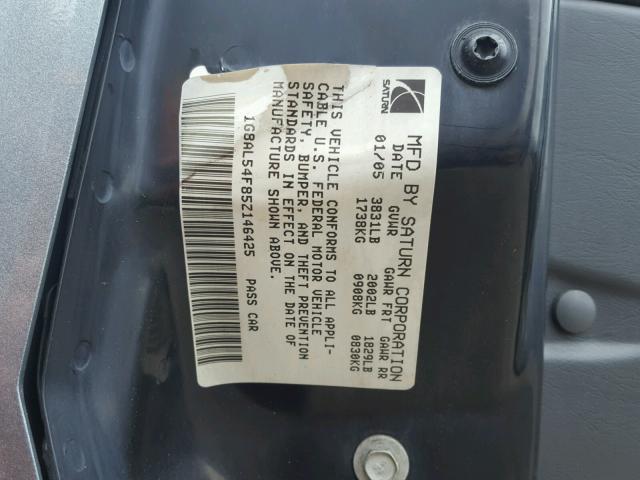 SATURN
MFD BY SATURN CORPORATION
DATE GVWR GAWR FRT GAWR RR
01/05 3831LB 2002LB 1829LB
1738KG 0908KG 0830KG
THIS VEHICLE CONFORMS TO ALL APPLI-
CABLE U.S. FEDERAL MOTOR VEHICLE
SAFETY, BUMPER, AND THEFT PREVENTION
STANDARDS IN EFFECT ON THE DATE OF
MANUFACTURE SHOWN ABOVE.
1G8AL54F85Z146425 PASS CAR